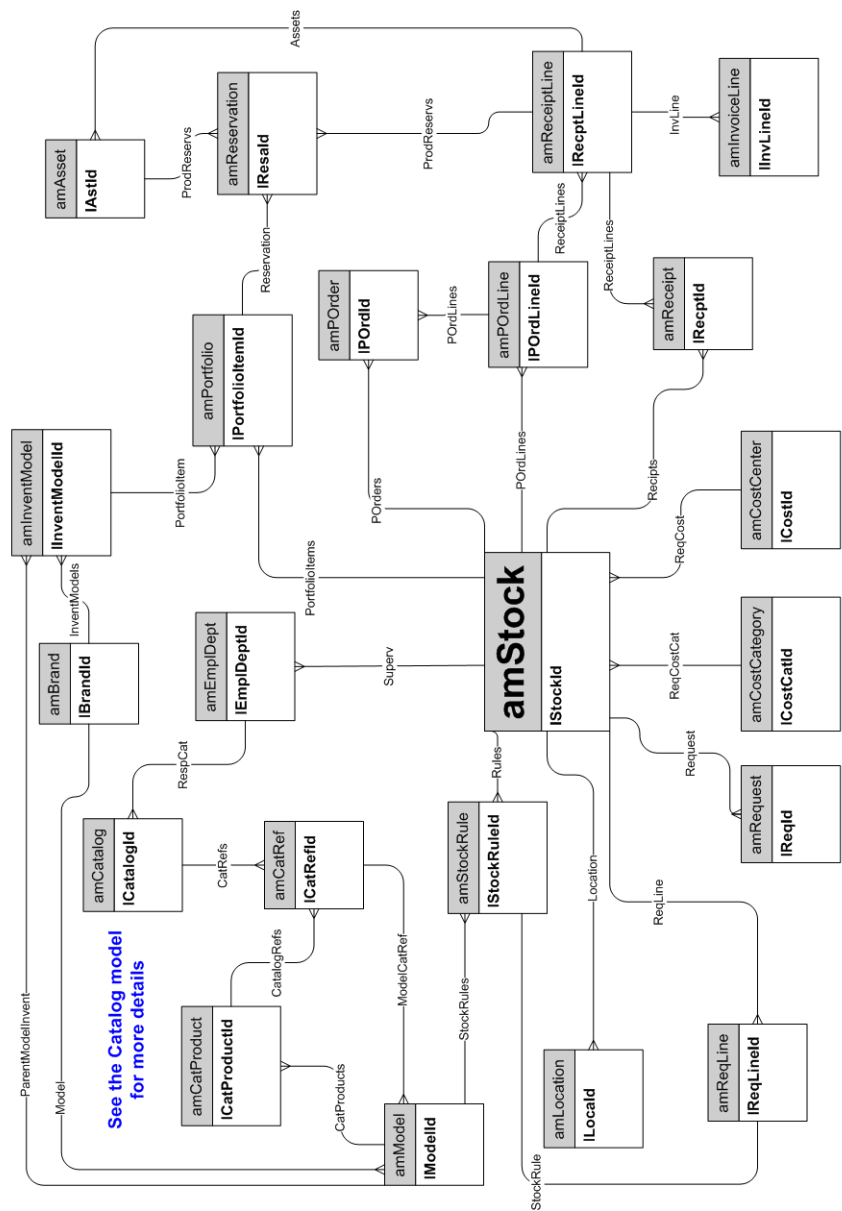 ParentModelInvent
Model
amInventModel
lInventModelId
amBrand
lBrandId
InventModels
amAsset
lAstId
Assets
See the Catalog model
for more details
amCatalog
lCatalogId
RespCat
PortfolioItem
ProdReservs
amCatProduct
lCatProductId
CatRefs
amEmplDept
lEmplDeptId
amPortfolio
lPortfolioItemId
amReservation
lResaId
Reservation
CatalogRefs
amCatRef
lCatRefId
CatProducts
PortfolioItems
amPOrder
lPOrdId
POrders
ModelCatRef
Superv
amModel
lModelId
ProdReservs
POrdLines
StockRules
amStockRule
lStockRuleId
Rules
amStock
lStockId
amPOrdLine
lPOrdLineId
POrdLines
amReceiptLine
lRecptLineId
ReceiptLines
StockRule
amLocation
lLocaId
Location
ReceiptLines
ReqLine
Recipts
amReceipt
lRecptId
InvLine
Request
ReqCostCat
ReqCost
amReqLine
lReqLineId
amInvoiceLine
lInvLineId
amRequest
lReqId
amCostCategory
lCostCatId
amCostCenter
lCostId